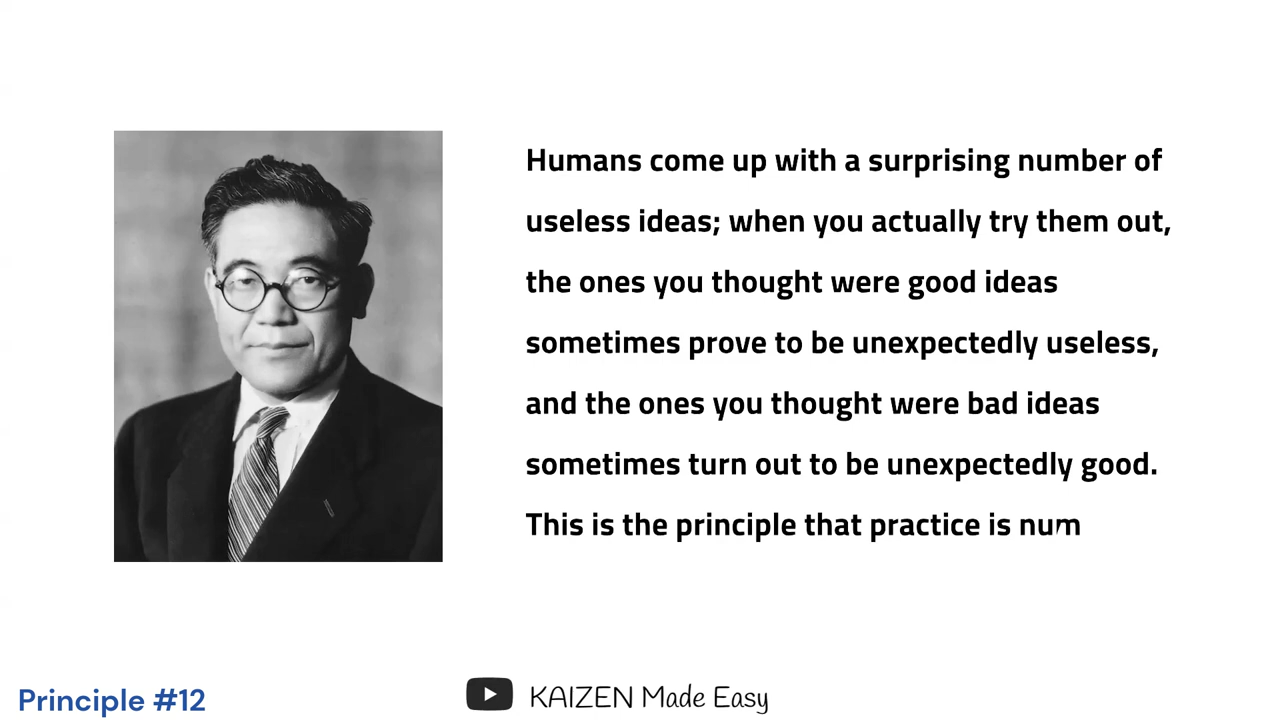 Humans come up with a surprising number of
useless ideas; when you actually try them out,
the ones you thought were good ideas
sometimes prove to be unexpectedly useless,
and the ones you thought were bad ideas
sometimes turn out to be unexpectedly good.
This is the principle that practice is num
Principle #12
KAIZEN Made Easy